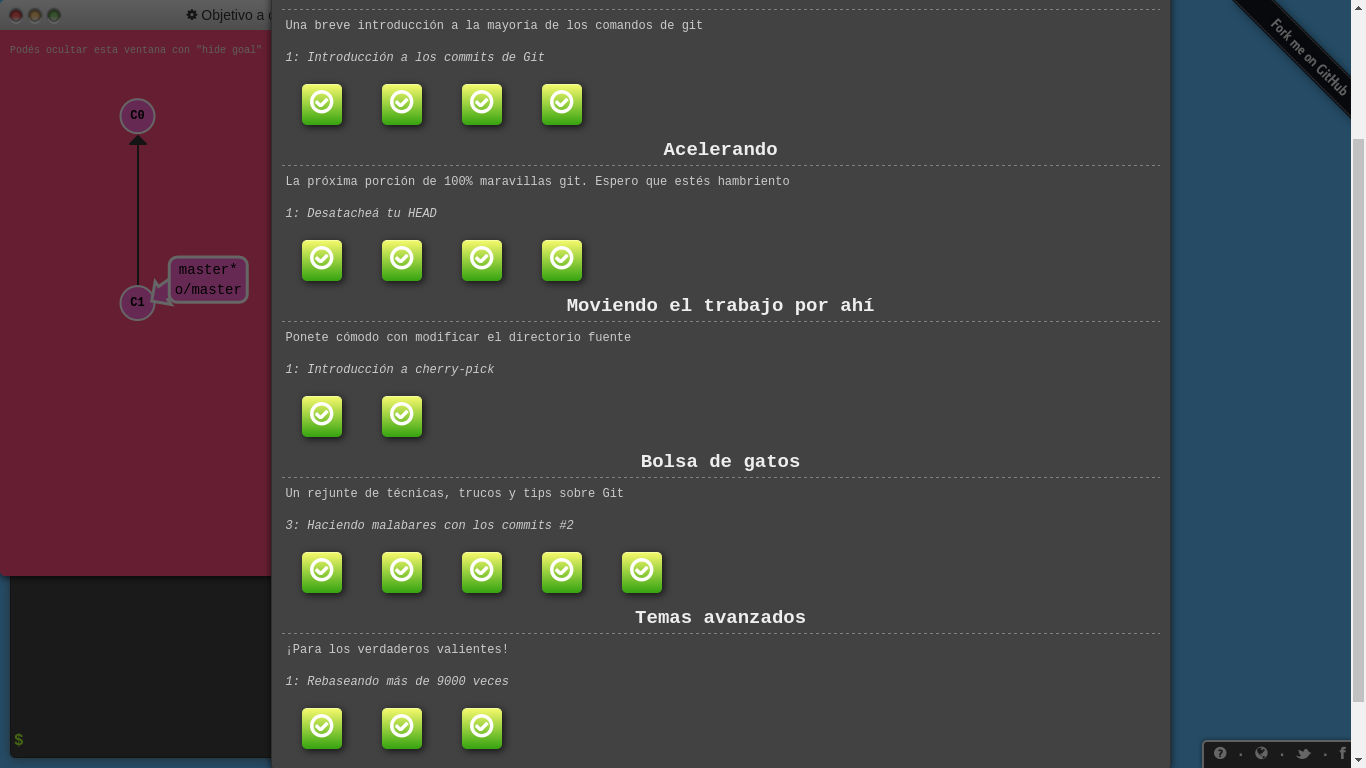 Objetivo a c
Podés ocultar esta ventana con "hide goal"
C0
master*
o/master
C1
$
Una breve introducción a la mayoría de los comandos de git
1: Introducción a los commits de Git
Acelerando
La próxima porción de 100% maravillas git. Espero que estés hambriento
1: Desatacheá tu HEAD
Moviendo el trabajo por ahí
Ponete cómodo con modificar el directorio fuente
1: Introducción a cherry-pick
Bolsa de gatos
Un rejunte de técnicas, trucos y tips sobre Git
3: Haciendo malabares con los commits #2
Temas avanzados
¡Para los verdaderos valientes!
1: Rebaseando más de 9000 veces
Fork me on GitHub